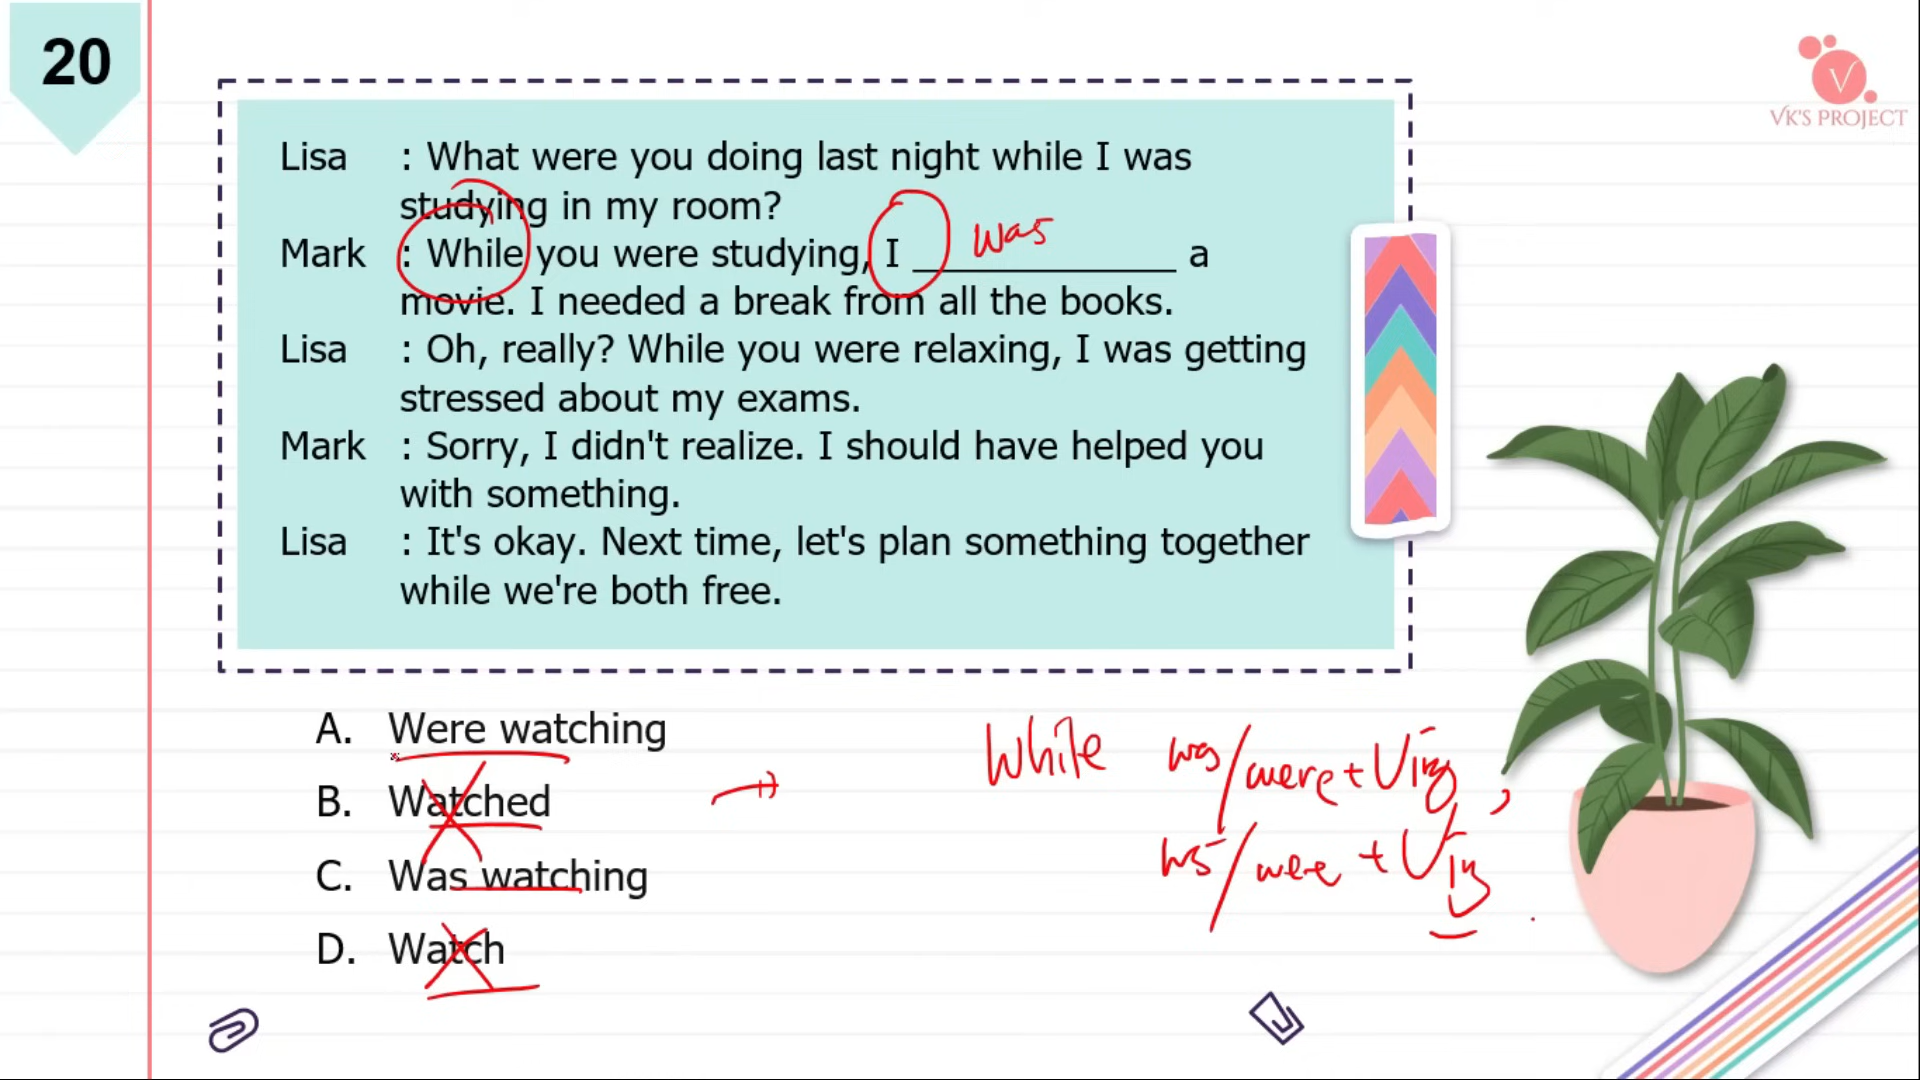 20
V
VK'S PROJECT
Lisa : What were you doing last night while I was
studying in my room?
was
Mark : While you were studying, I ____________ a
movie. I needed a break from all the books.
Lisa : Oh, really? While you were relaxing, I was getting
stressed about my exams.
Mark : Sorry, I didn't realize. I should have helped you
with something.
Lisa : It's okay. Next time, let's plan something together
while we're both free.
A. Were watching
B. Watched
C. Was watching
D. Watch
While was/were + Ving ,
was/were + Ving .